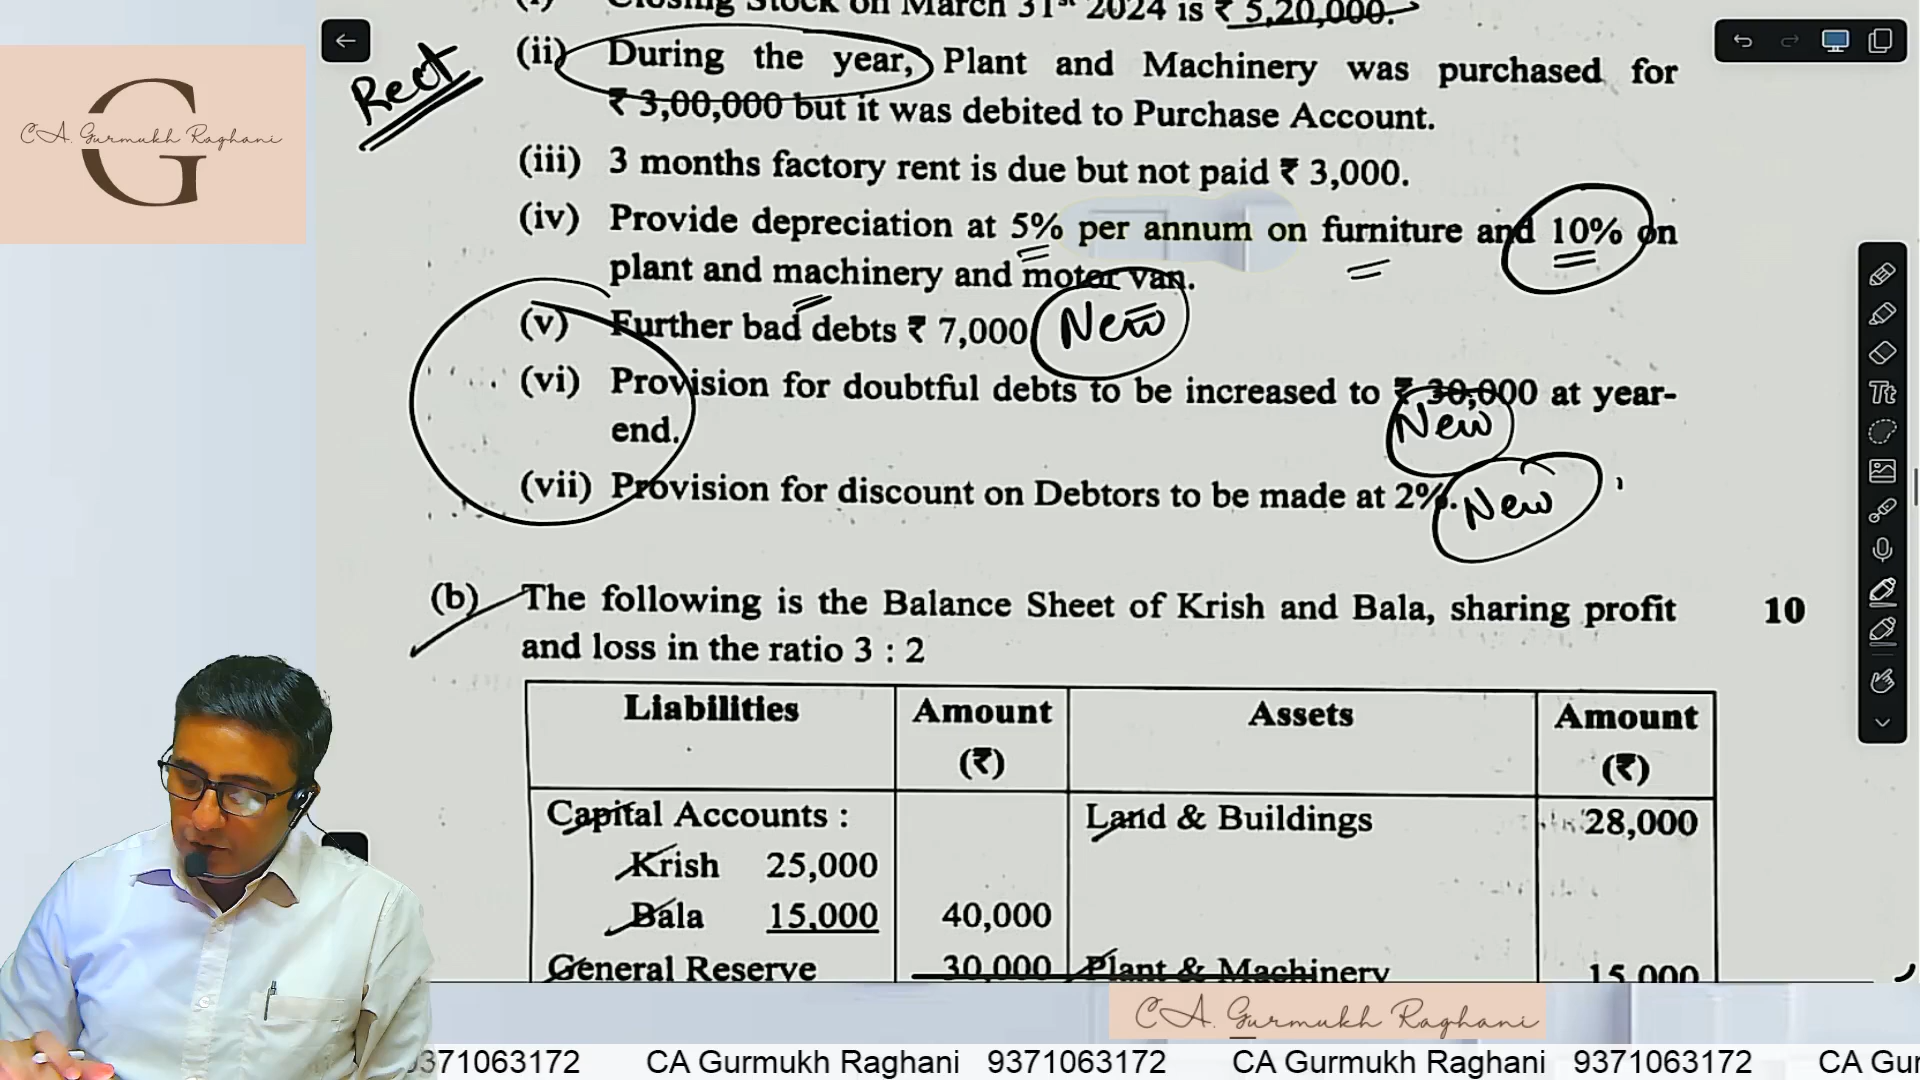 Closing Stock on March 31st 2024 is ₹ 5,20,000.
Rect
(ii) During the year, Plant and Machinery was purchased for
₹ 3,00,000 but it was debited to Purchase Account.
(iii) 3 months factory rent is due but not paid ₹ 3,000.
(iv) Provide depreciation at 5% per annum on furniture and 10% on
plant and machinery and motor van.
(v) Further bad debts ₹ 7,000 New
(vi) Provision for doubtful debts to be increased to ₹ 30,000 at year-
end. New
(vii) Provision for discount on Debtors to be made at 2%. New
(b) The following is the Balance Sheet of Krish and Bala, sharing profit 10
and loss in the ratio 3 : 2
Liabilities Amount (₹) Assets Amount (₹)
Capital Accounts : Land & Buildings 28,000
Krish 25,000
Bala 15,000 40,000
General Reserve 30,000 Plant & Machinery 15,000
G
CA. Gurmukh Raghani
Tt
CA. Gurmukh Raghani
9371063172 CA Gurmukh Raghani 9371063172 CA Gurmukh Raghani 9371063172 CA Gur